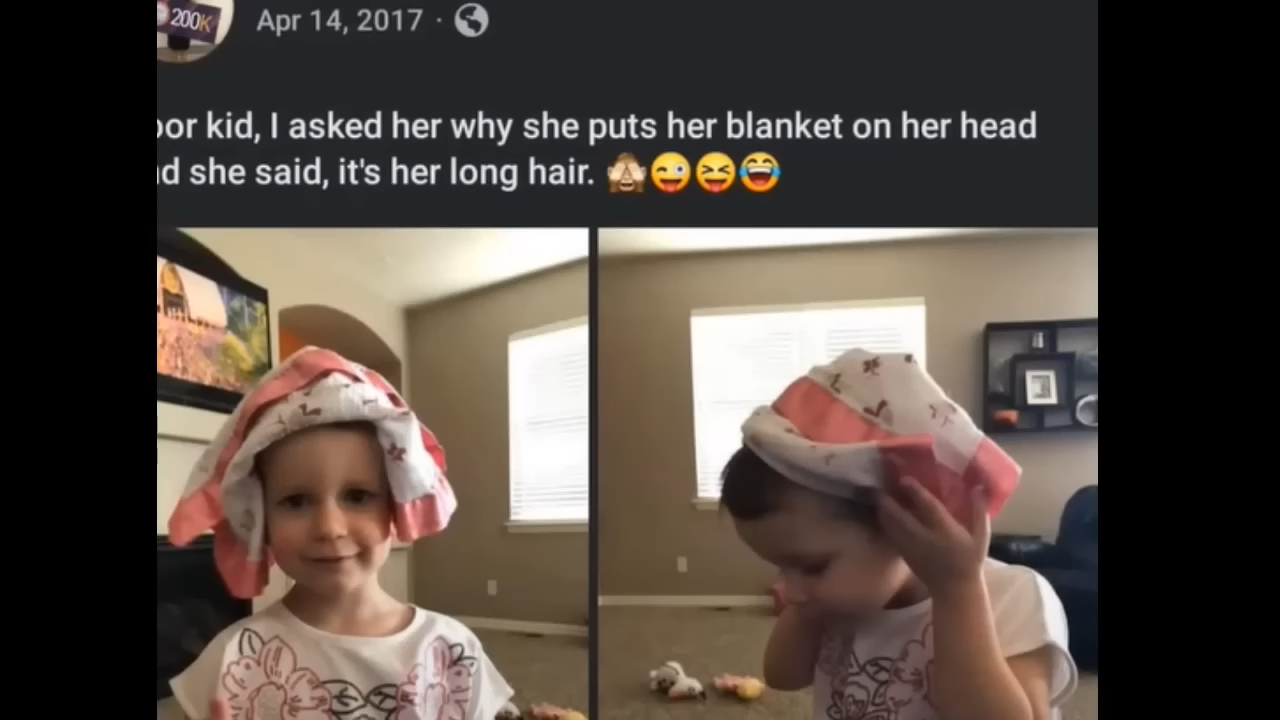 200K
Apr 14, 2017 ·
oor kid, I asked her why she puts her blanket on her head
d she said, it's her long hair. 🙈😜😝😂